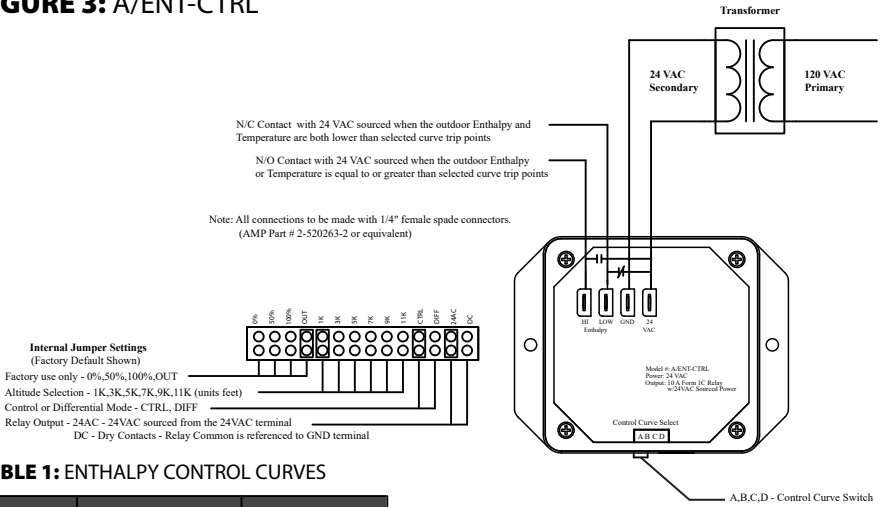 GURE 3: A/ENT-CTRL
Transformer
24 VAC
Secondary
120 VAC
Primary
N/C Contact with 24 VAC sourced when the outdoor Enthalpy and
Temperature are both lower than selected curve trip points
N/O Contact with 24 VAC sourced when the outdoor Enthalpy
or Temperature is equal to or greater than selected curve trip points
Note: All connections to be made with 1/4" female spade connectors.
(AMP Part # 2-520263-2 or equivalent)
0% 50% 100% OUT 1K 3K 5K 7K 9K 11K CTRL DIFF 24AC DC
Internal Jumper Settings
(Factory Default Shown)
Factory use only - 0%,50%,100%,OUT
Altitude Selection - 1K,3K,5K,7K,9K,11K (units feet)
Control or Differential Mode - CTRL, DIFF
Relay Output - 24AC - 24VAC sourced from the 24VAC terminal
DC - Dry Contacts - Relay Common is referenced to GND terminal
HI LOW GND 24
Enthalpy VAC
Model #: A/ENT-CTRL
Power: 24 VAC
Output: 10 A Form 1C Relay
w/24VAC Sourced Power
Control Curve Select
A B C D
A,B,C,D - Control Curve Switch
BLE 1: ENTHALPY CONTROL CURVES